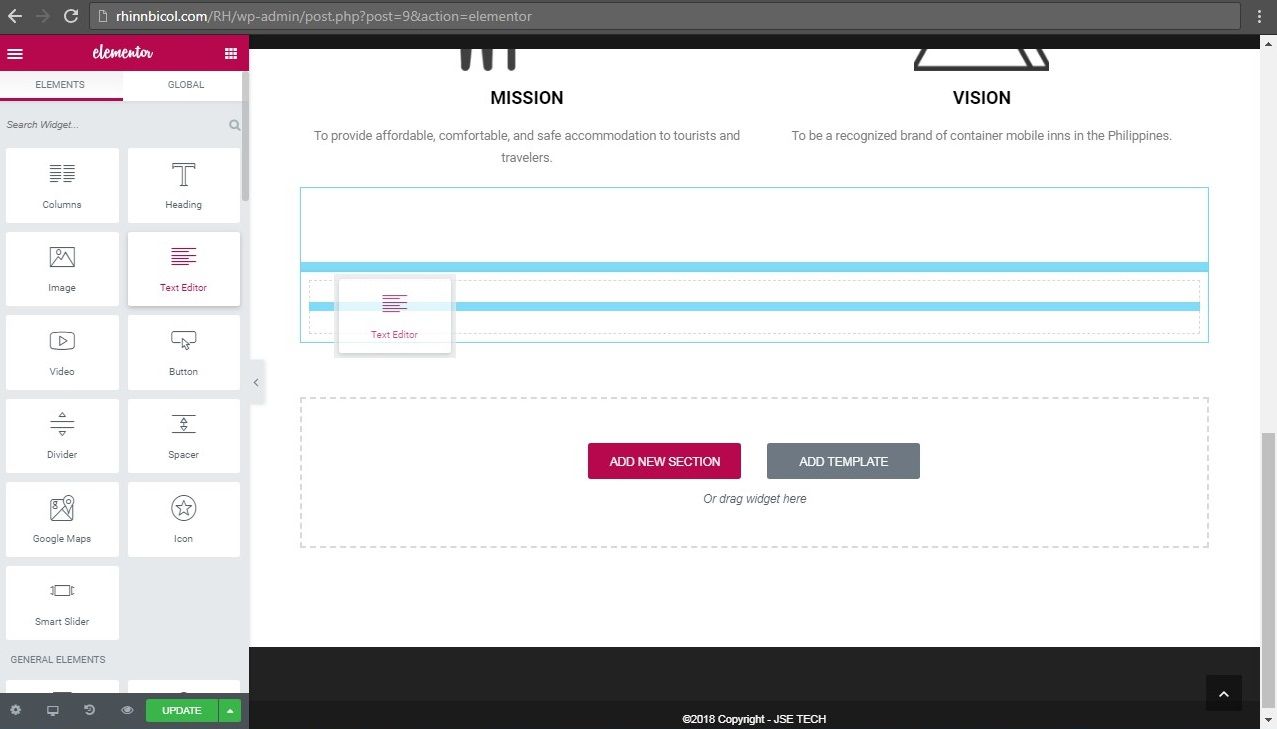 rhinnbicol.com/RH/wp-admin/post.php?post=9&action=elementor
elementor
ELEMENTS
GLOBAL
Search Widget...
Columns
Heading
Image
Text Editor
Video
Button
Divider
Spacer
Google Maps
Icon
Smart Slider
GENERAL ELEMENTS
UPDATE
MISSION
To provide affordable, comfortable, and safe accommodation to tourists and
travelers.
VISION
To be a recognized brand of container mobile inns in the Philippines.
Text Editor
ADD NEW SECTION
ADD TEMPLATE
Or drag widget here
©2018 Copyright - JSE TECH